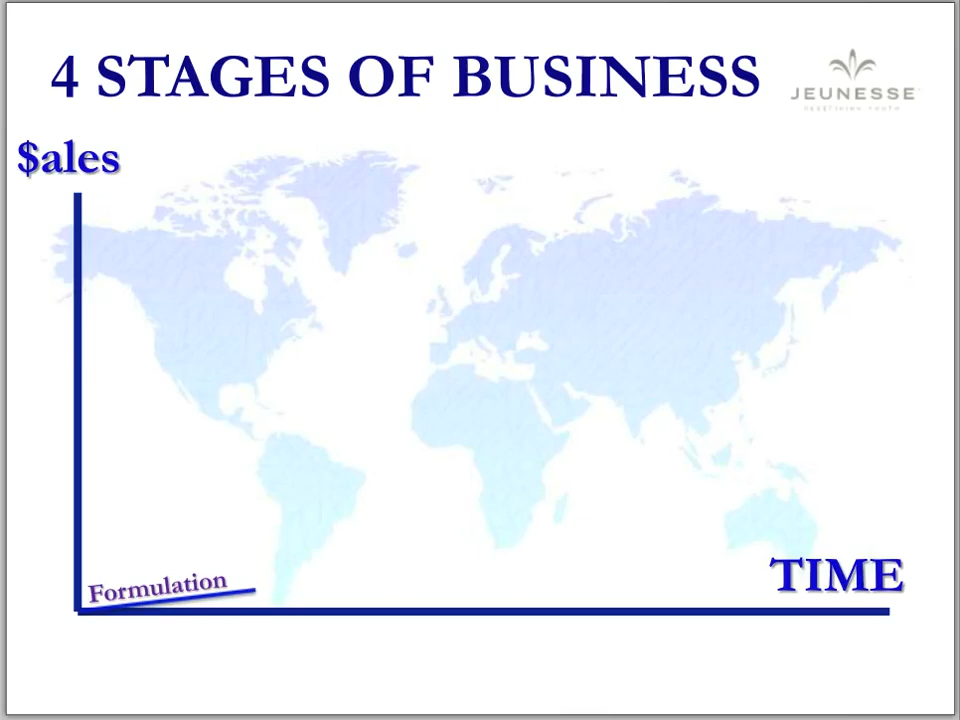 4 STAGES OF BUSINESS
JEUNESSE
$ales
Formulation
TIME